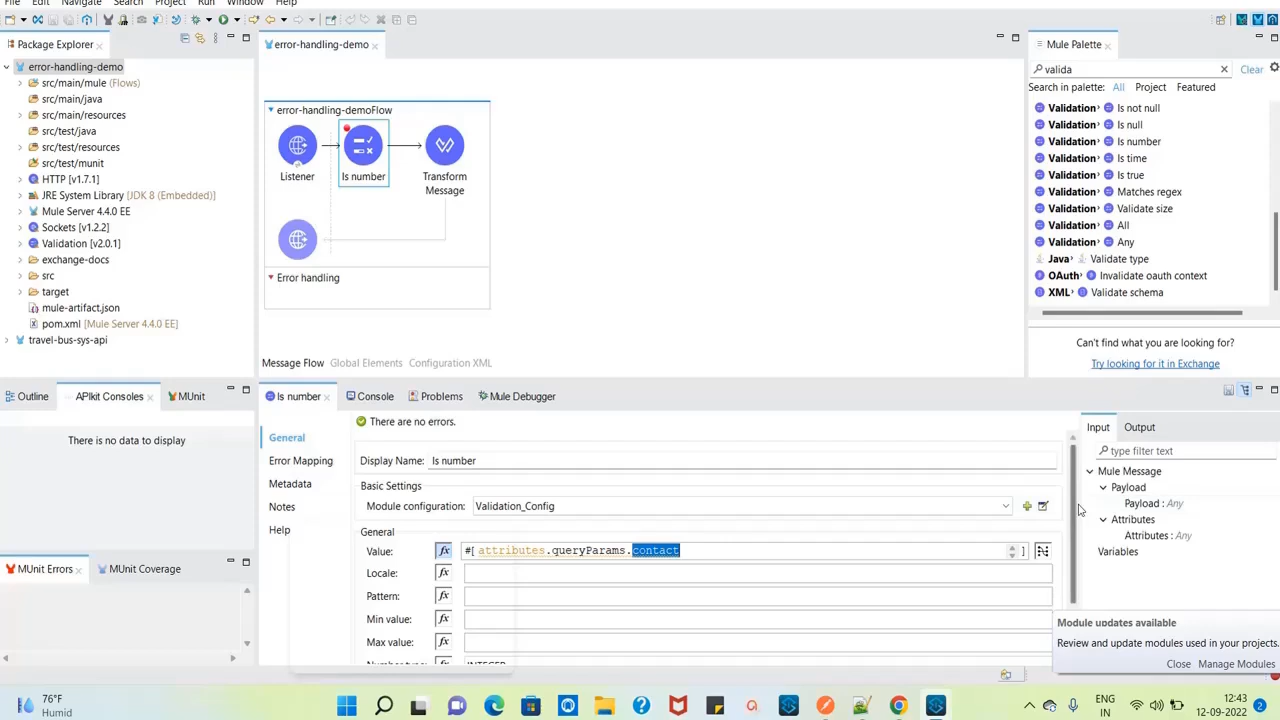 File Edit Navigate Search Project Run Window Help
Package Explorer
error-handling-demo
src/main/mule (Flows)
src/main/java
src/main/resources
src/test/java
src/test/resources
src/test/munit
HTTP [v1.7.1]
JRE System Library [JDK 8 (Embedded)]
Mule Server 4.4.0 EE
Sockets [v1.2.2]
Validation [v2.0.1]
exchange-docs
src
target
mule-artifact.json
pom.xml [Mule Server 4.4.0 EE]
travel-bus-sys-api
error-handling-demo
error-handling-demoFlow
Listener
Is number
Transform
Message
Error handling
Message Flow Global Elements Configuration XML
Mule Palette
valida
Clear
Search in palette: All Project Featured
Validation Is not null
Validation Is null
Validation Is number
Validation Is time
Validation Is true
Validation Matches regex
Validation Validate size
Validation All
Validation Any
Java Validate type
OAuth Invalidate oauth context
XML Validate schema
Can't find what you are looking for?
Try looking for it in Exchange
Outline APIkit Consoles MUnit
There is no data to display
MUnit Errors MUnit Coverage
Is number Console Problems Mule Debugger
General
Error Mapping
Metadata
Notes
Help
There are no errors.
Display Name: Is number
Basic Settings
Module configuration: Validation_Config
General
Value: fx #[ attributes.queryParams.contact ]
Locale: fx
Pattern: fx
Min value: fx
Max value: fx
Number type: INTEGER
Input Output
type filter text
Mule Message
Payload
Payload : Any
Attributes
Attributes : Any
Variables
Module updates available
Review and update modules used in your projects.
Close Manage Modules
76°F
Humid
ENG
IN
12:43
12-09-2022